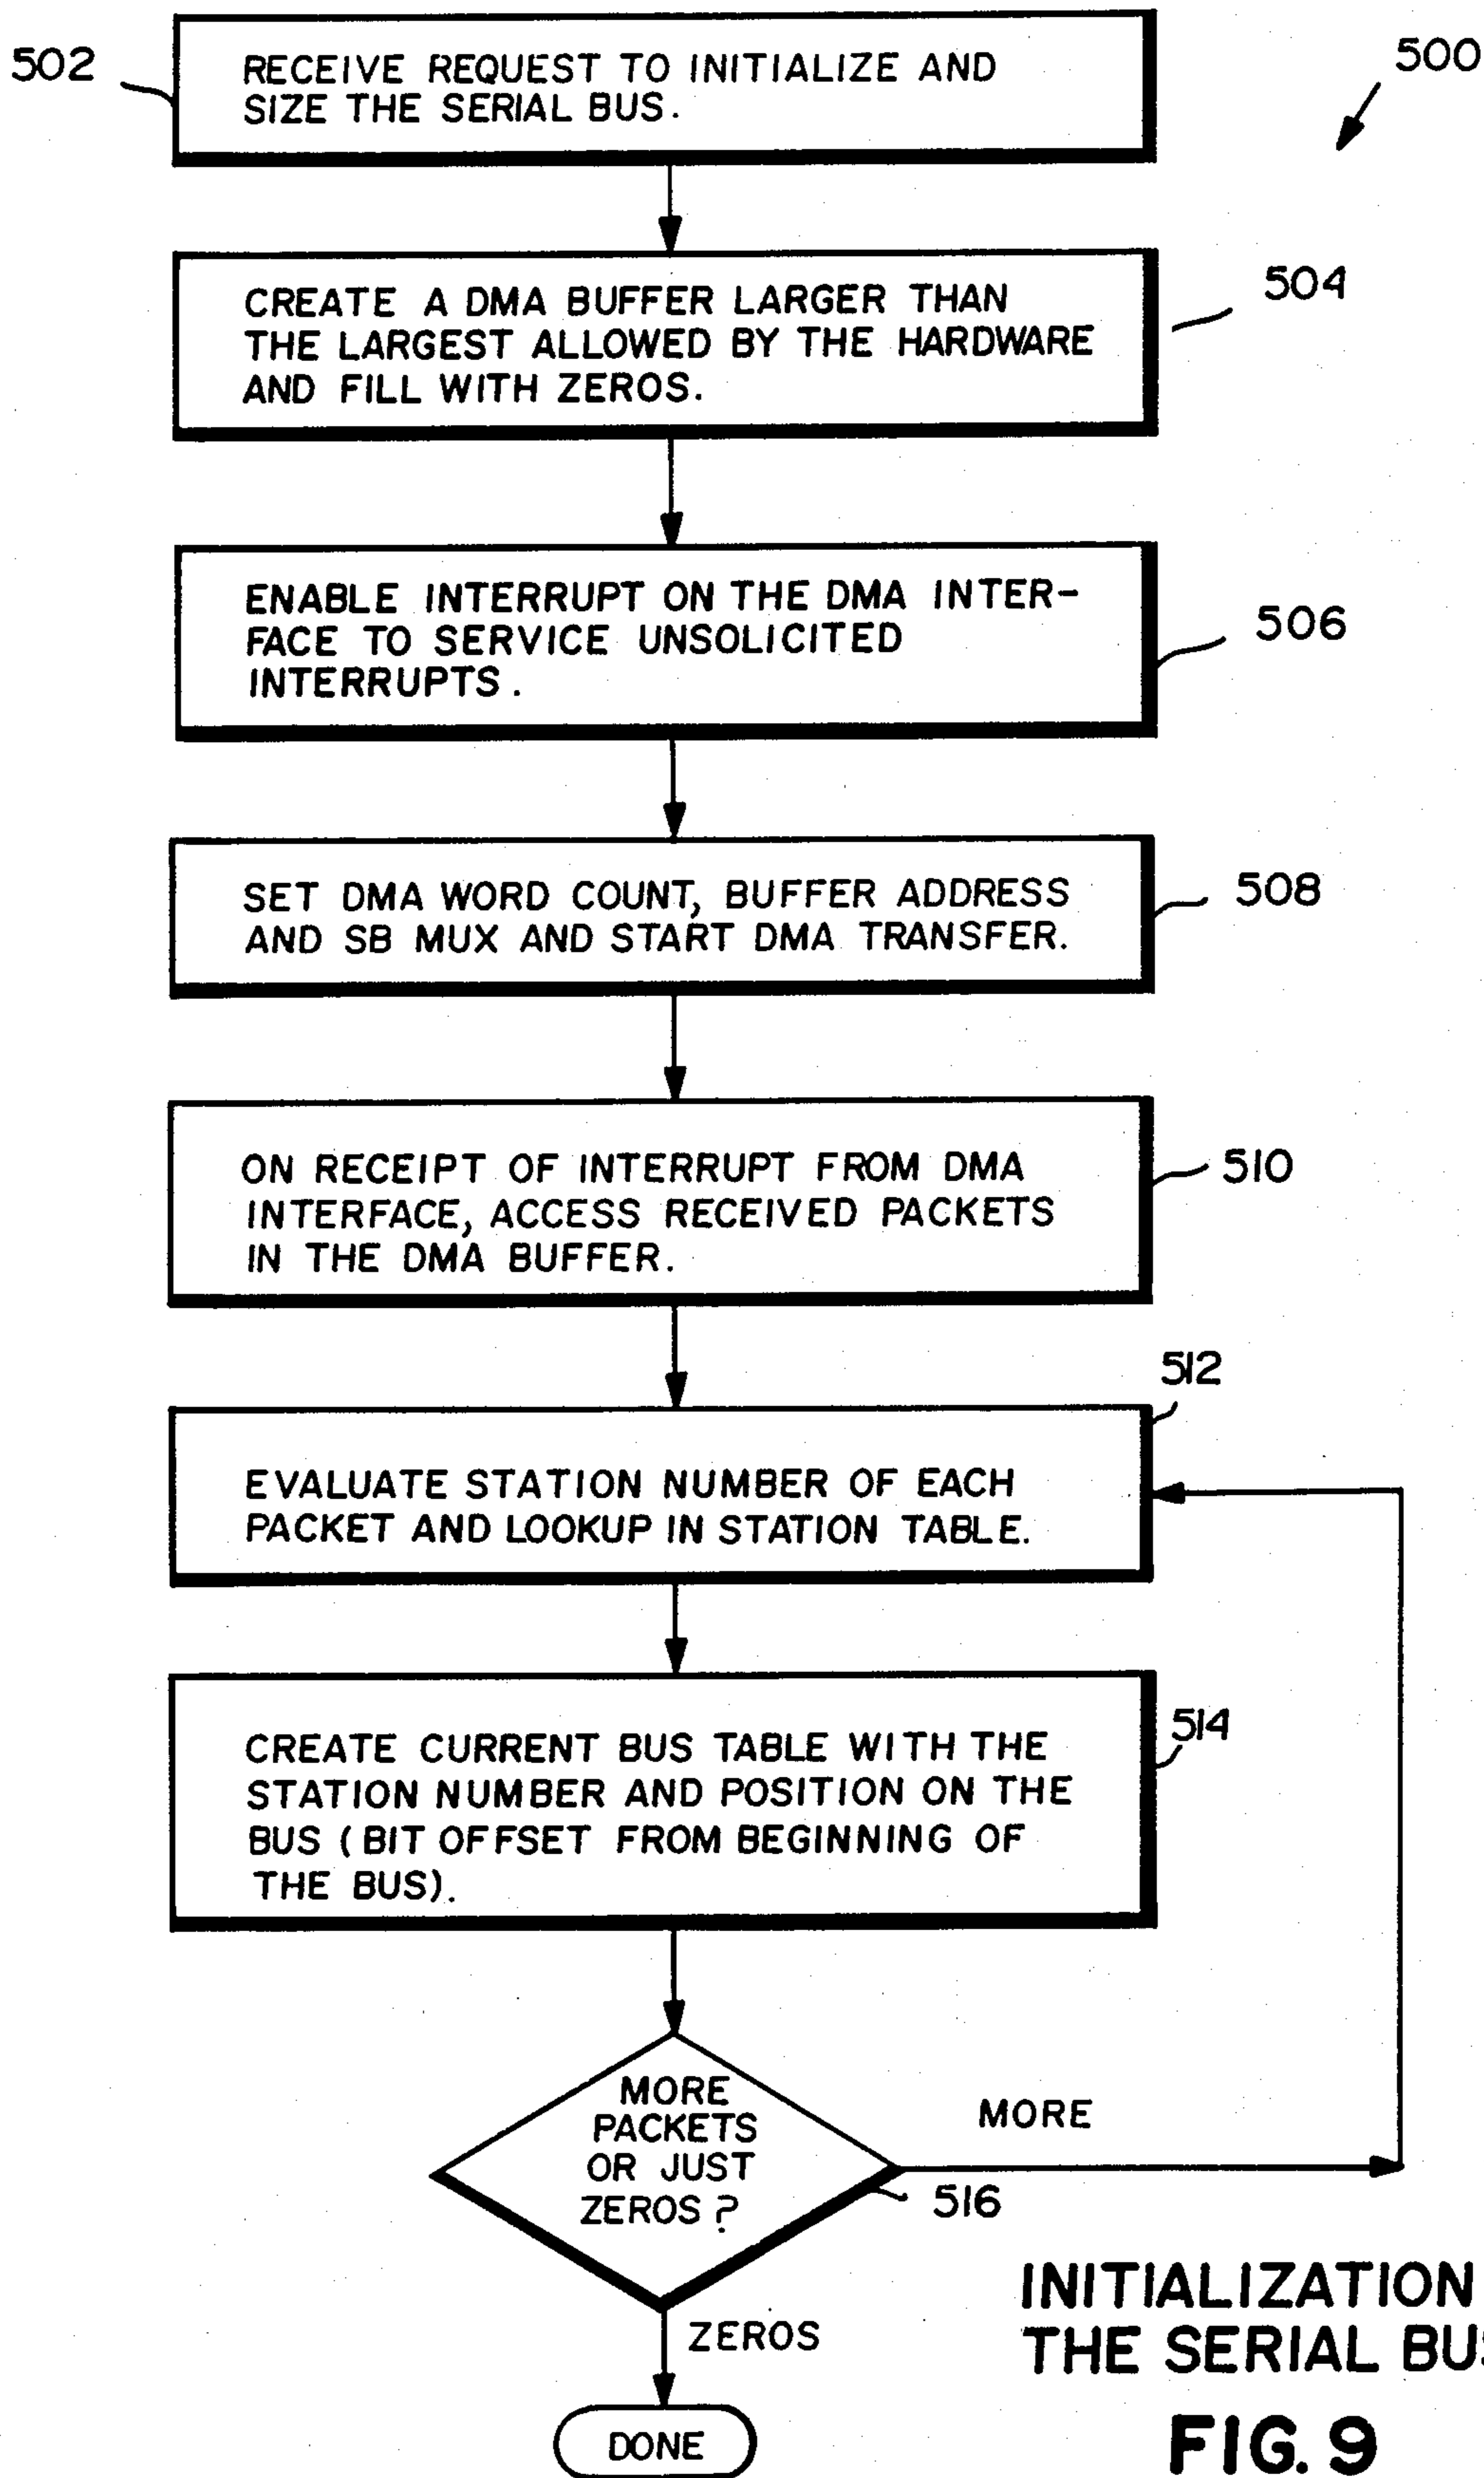 502
RECEIVE REQUEST TO INITIALIZE AND
SIZE THE SERIAL BUS.
500
CREATE A DMA BUFFER LARGER THAN
THE LARGEST ALLOWED BY THE HARDWARE
AND FILL WITH ZEROS.
504
ENABLE INTERRUPT ON THE DMA INTER-
FACE TO SERVICE UNSOLICITED
INTERRUPTS.
506
SET DMA WORD COUNT, BUFFER ADDRESS
AND SB MUX AND START DMA TRANSFER.
508
ON RECEIPT OF INTERRUPT FROM DMA
INTERFACE, ACCESS RECEIVED PACKETS
IN THE DMA BUFFER.
510
512
EVALUATE STATION NUMBER OF EACH
PACKET AND LOOKUP IN STATION TABLE.
514
CREATE CURRENT BUS TABLE WITH THE
STATION NUMBER AND POSITION ON THE
BUS (BIT OFFSET FROM BEGINNING OF
THE BUS).
MORE
PACKETS
OR JUST
ZEROS?
MORE
516
ZEROS
DONE
INITIALIZATION
THE SERIAL BUS
FIG. 9